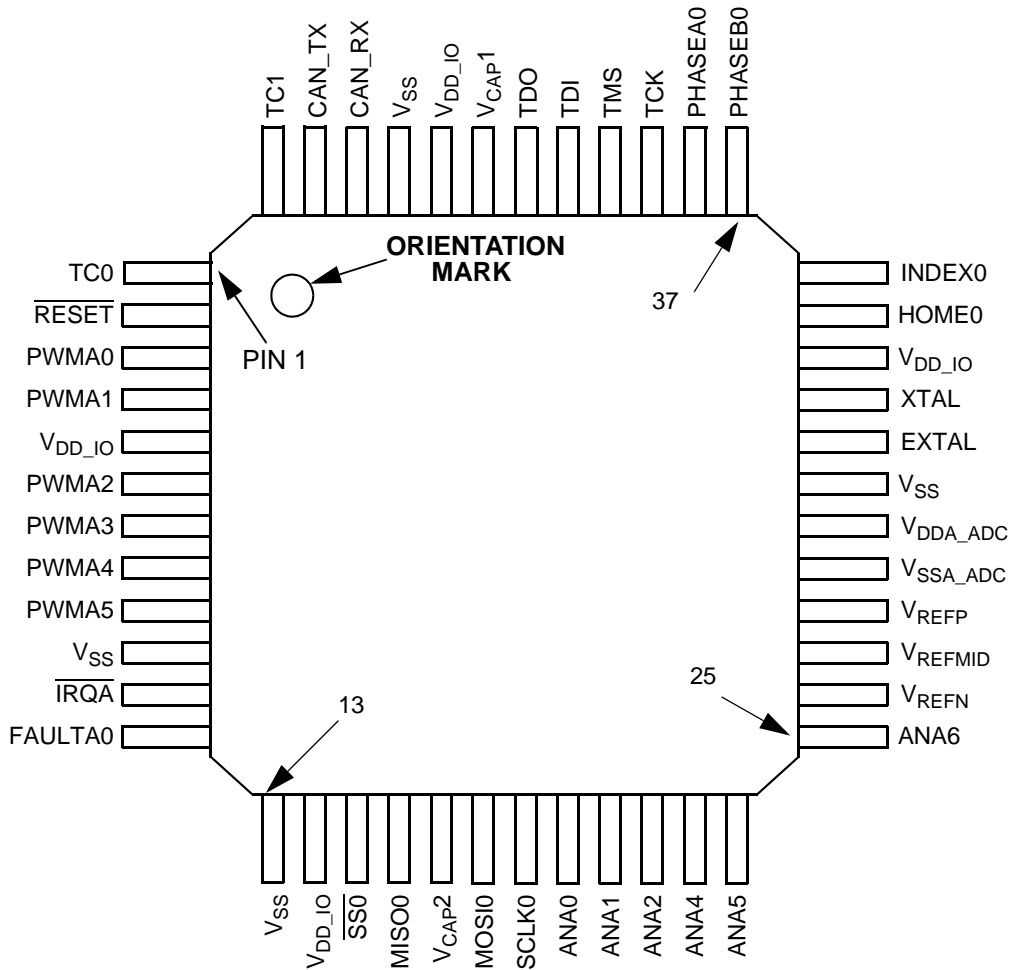 TC1
CAN_TX
CAN_RX
VSS
VDD_IO
VCAP1
TDO
TDI
TMS
TCK
PHASEA0
PHASEB0
ORIENTATION
MARK
37
PIN 1
TC0
RESET
PWMA0
PWMA1
VDD_IO
PWMA2
PWMA3
PWMA4
PWMA5
VSS
IRQA
FAULTA0
INDEX0
HOME0
VDD_IO
XTAL
EXTAL
VSS
VDDA_ADC
VSSA_ADC
VREFP
VREFMID
VREFN
ANA6
25
13
VSS
VDD_IO
SS0
MISO0
VCAP2
MOSI0
SCLK0
ANA0
ANA1
ANA2
ANA4
ANA5